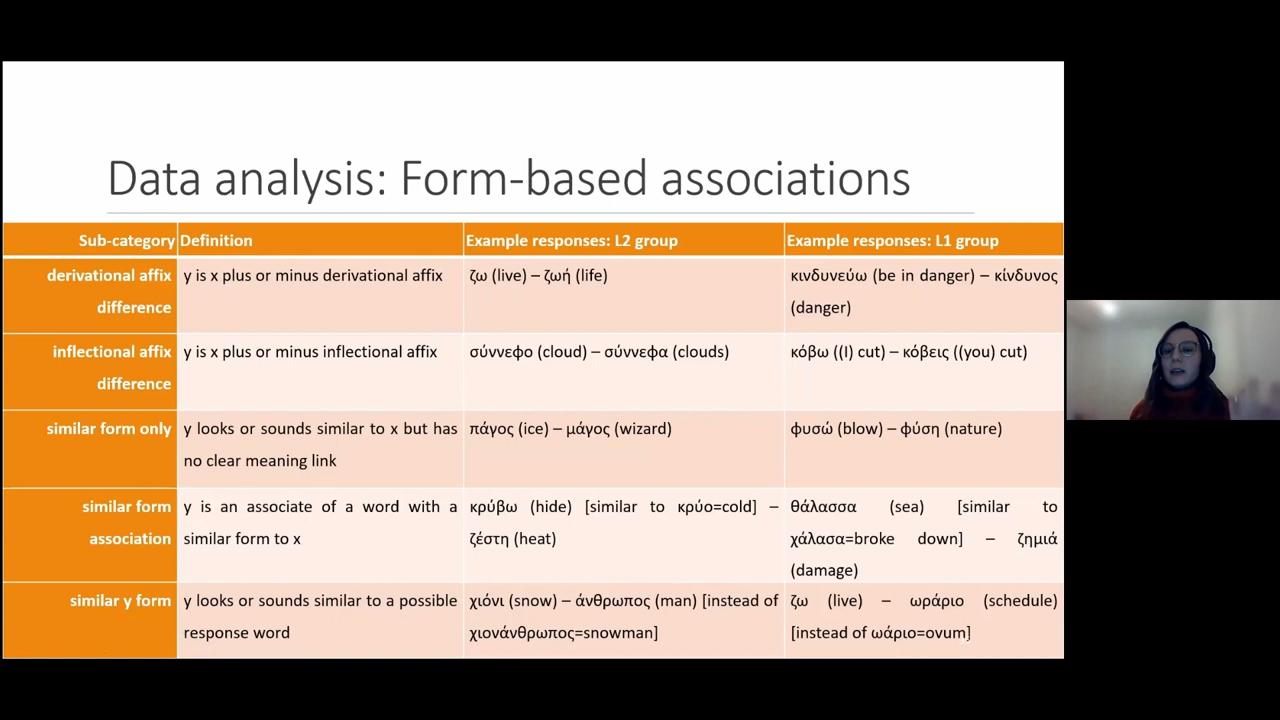 Data analysis: Form-based associations
Sub-category Definition Example responses: L2 group Example responses: L1 group
derivational affix y is x plus or minus derivational affix ζω (live) – ζωή (life) κινδυνεύω (be in danger) – κίνδυνος
difference (danger)
inflectional affix y is x plus or minus inflectional affix σύννεφο (cloud) – σύννεφα (clouds) κόβω ((I) cut) – κόβεις ((you) cut)
difference
similar form only y looks or sounds similar to x but has πάγος (ice) – μάγος (wizard) φυσώ (blow) – φύση (nature)
no clear meaning link
similar form y is an associate of a word with a κρύβω (hide) [similar to κρύο=cold] – θάλασσα (sea) [similar to
association similar form to x ζέστη (heat) χάλασα=broke down] – ζημιά
(damage)
similar y form y looks or sounds similar to a possible χιόνι (snow) – άνθρωπος (man) [instead of ζω (live) – ωράριο (schedule)
response word χιονάνθρωπος=snowman] [instead of ωάριο=ovum]